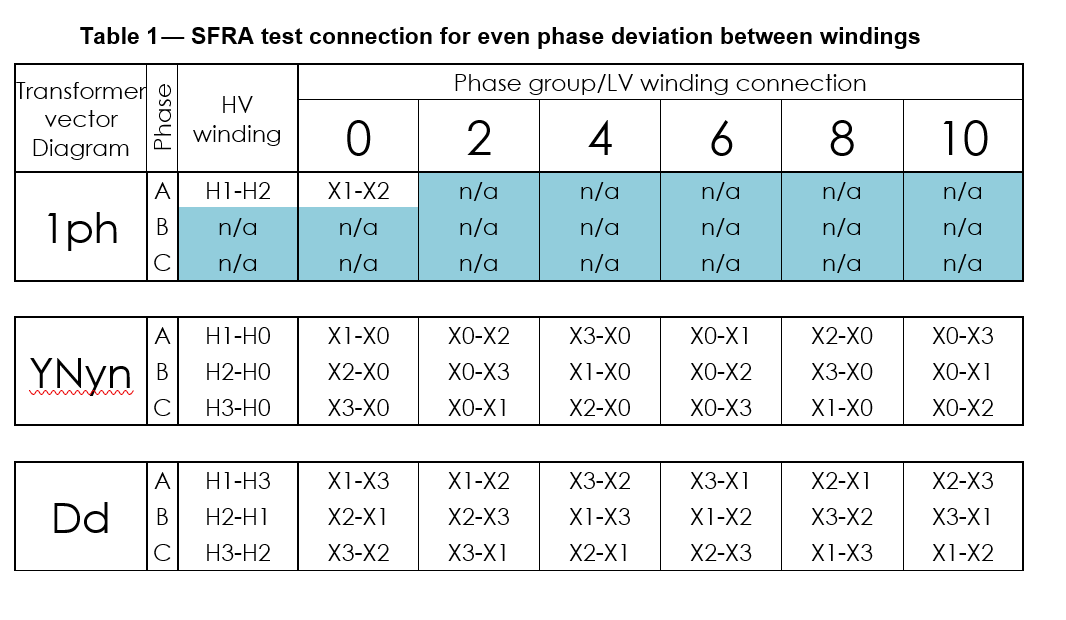 Table 1— SFRA test connection for even phase deviation between windings
Transformer vector Diagram Phase HV winding Phase group/LV winding connection
0 2 4 6 8 10
1ph A H1-H2 X1-X2 n/a n/a n/a n/a n/a
B n/a n/a n/a n/a n/a n/a n/a
C n/a n/a n/a n/a n/a n/a n/a
YNyn A H1-H0 X1-X0 X0-X2 X3-X0 X0-X1 X2-X0 X0-X3
B H2-H0 X2-X0 X0-X3 X1-X0 X0-X2 X3-X0 X0-X1
C H3-H0 X3-X0 X0-X1 X2-X0 X0-X3 X1-X0 X0-X2
Dd A H1-H3 X1-X3 X1-X2 X3-X2 X3-X1 X2-X1 X2-X3
B H2-H1 X2-X1 X2-X3 X1-X3 X1-X2 X3-X2 X3-X1
C H3-H2 X3-X2 X3-X1 X2-X1 X2-X3 X1-X3 X1-X2